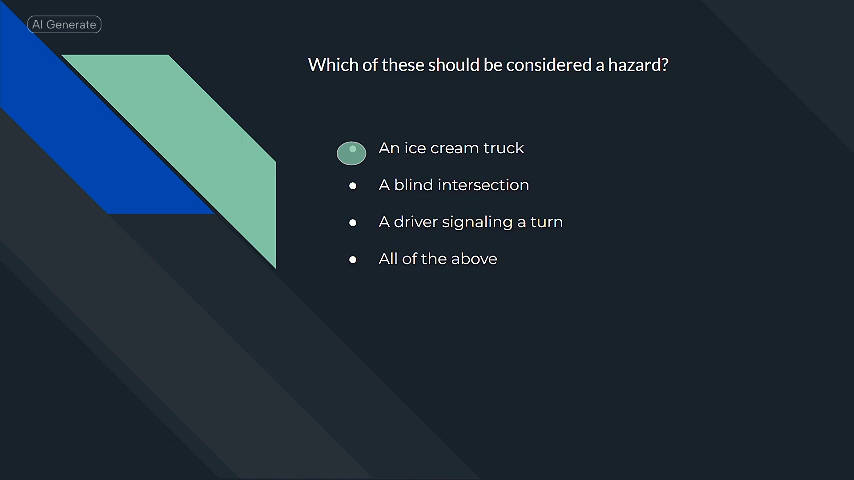 AI Generate
Which of these should be considered a hazard?
An ice cream truck
A blind intersection
A driver signaling a turn
All of the above